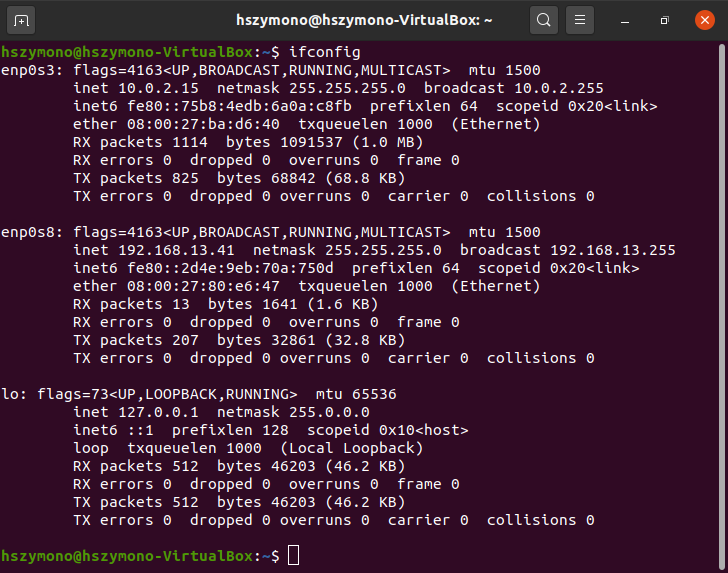 hszymono@hszymono-VirtualBox: ~
hszymono@hszymono-VirtualBox:~$ ifconfig
enp0s3: flags=4163<UP,BROADCAST,RUNNING,MULTICAST>  mtu 1500
        inet 10.0.2.15  netmask 255.255.255.0  broadcast 10.0.2.255
        inet6 fe80::75b8:4edb:6a0a:c8fb  prefixlen 64  scopeid 0x20<link>
        ether 08:00:27:ba:d6:40  txqueuelen 1000  (Ethernet)
        RX packets 1114  bytes 1091537 (1.0 MB)
        RX errors 0  dropped 0  overruns 0  frame 0
        TX packets 825  bytes 68842 (68.8 KB)
        TX errors 0  dropped 0 overruns 0  carrier 0  collisions 0

enp0s8: flags=4163<UP,BROADCAST,RUNNING,MULTICAST>  mtu 1500
        inet 192.168.13.41  netmask 255.255.255.0  broadcast 192.168.13.255
        inet6 fe80::2d4e:9eb:70a:750d  prefixlen 64  scopeid 0x20<link>
        ether 08:00:27:80:e6:47  txqueuelen 1000  (Ethernet)
        RX packets 13  bytes 1641 (1.6 KB)
        RX errors 0  dropped 0  overruns 0  frame 0
        TX packets 207  bytes 32861 (32.8 KB)
        TX errors 0  dropped 0 overruns 0  carrier 0  collisions 0

lo: flags=73<UP,LOOPBACK,RUNNING>  mtu 65536
        inet 127.0.0.1  netmask 255.0.0.0
        inet6 ::1  prefixlen 128  scopeid 0x10<host>
        loop  txqueuelen 1000  (Local Loopback)
        RX packets 512  bytes 46203 (46.2 KB)
        RX errors 0  dropped 0  overruns 0  frame 0
        TX packets 512  bytes 46203 (46.2 KB)
        TX errors 0  dropped 0 overruns 0  carrier 0  collisions 0

hszymono@hszymono-VirtualBox:~$